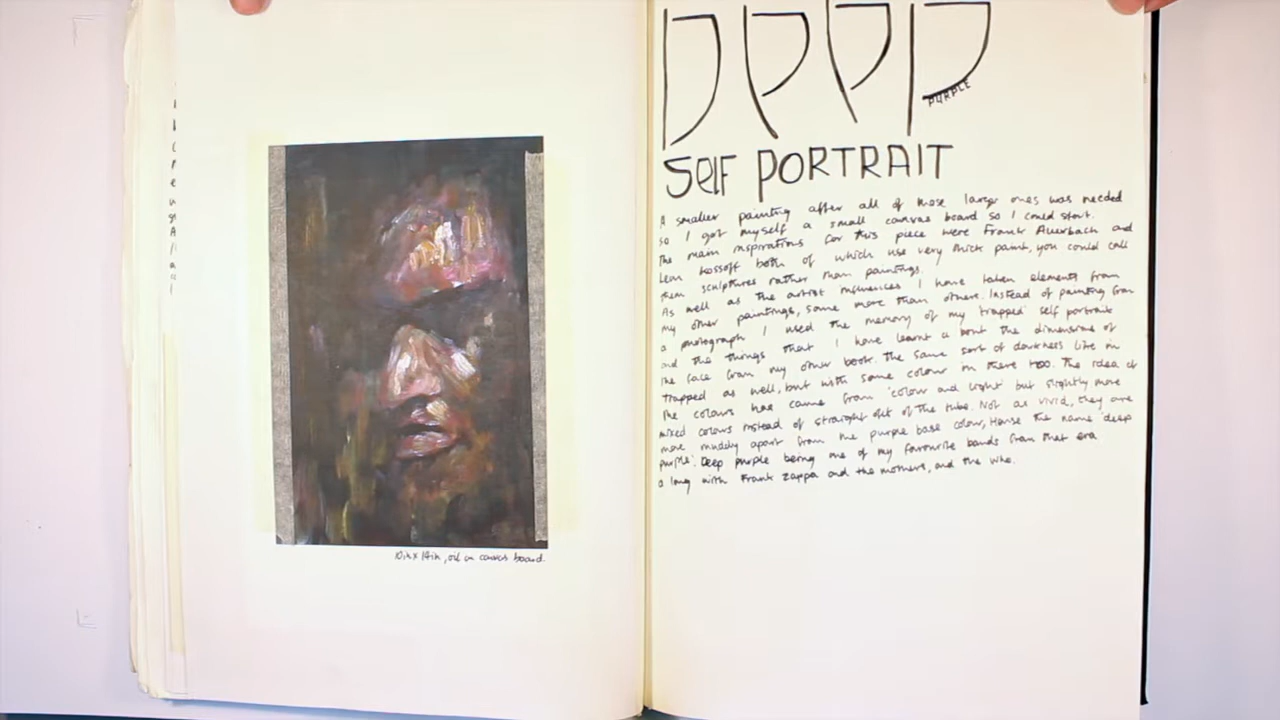 10in x 14in, oil on canvas board.
DPPP
PURPLE
Self PORTRAIT
A smaller painting after all of these larger ones was needed
so I got myself a small canvas board so I could start.
The main inspirations for this piece were Frank Auerbach and
Leon kossoff both of which use very thick paint, you could call
them sculptures rather than paintings.
As well as the artist influences I have taken elements from
my other paintings, some more than others. Instead of painting from
a photograph I used the memory of my 'trapped' self portrait
and the things that I have learnt a bout the dimensions of
the face from my other book. The same sort of darkness like in
trapped as well, but with some colour in there too. The idea of
the colours has came from 'colour and light' but slightly more
mixed colours instead of straight out of the tube. Not as vivid, they are
more muddy apart from the purple base colour, Hense the name 'deep
purple'. Deep purple being one of my favourite bands from that era
a long with Frank Zappa and the mothers, and the who.